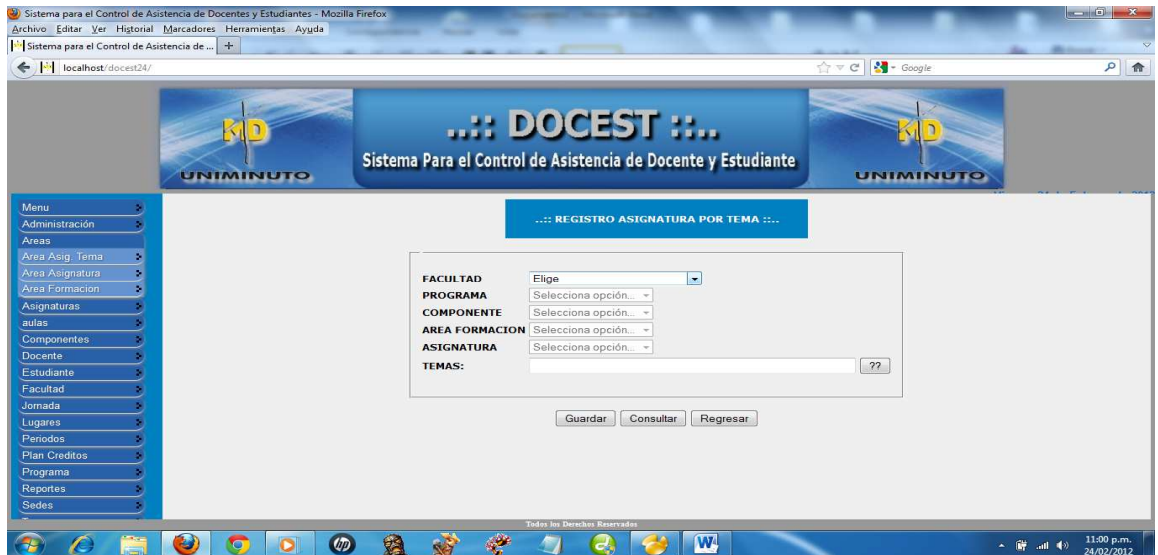 Sistema para el Control de Asistencia de Docentes y Estudiantes - Mozilla Firefox
Archivo Editar Ver Historial Marcadores Herramientas Ayuda
Sistema para el Control de Asistencia de ... +
localhost/docest24/
Google
MD
UNIMINUTO
..:: DOCEST ::..
Sistema Para el Control de Asistencia de Docente y Estudiante
MD
UNIMINUTO
Menu
Administración
Areas
Area Asig. Tema
Area Asignatura
Area Formacion
Asignaturas
aulas
Componentes
Docente
Estudiante
Facultad
Jornada
Lugares
Periodos
Plan Creditos
Programa
Reportes
Sedes
..:: REGISTRO ASIGNATURA POR TEMA ::..
FACULTAD Elige
PROGRAMA Selecciona opción...
COMPONENTE Selecciona opción...
AREA FORMACION Selecciona opción...
ASIGNATURA Selecciona opción...
TEMAS: ??
Guardar Consultar Regresar
Todos los Derechos Reservados
hp
W
11:00 p.m.
24/02/2012